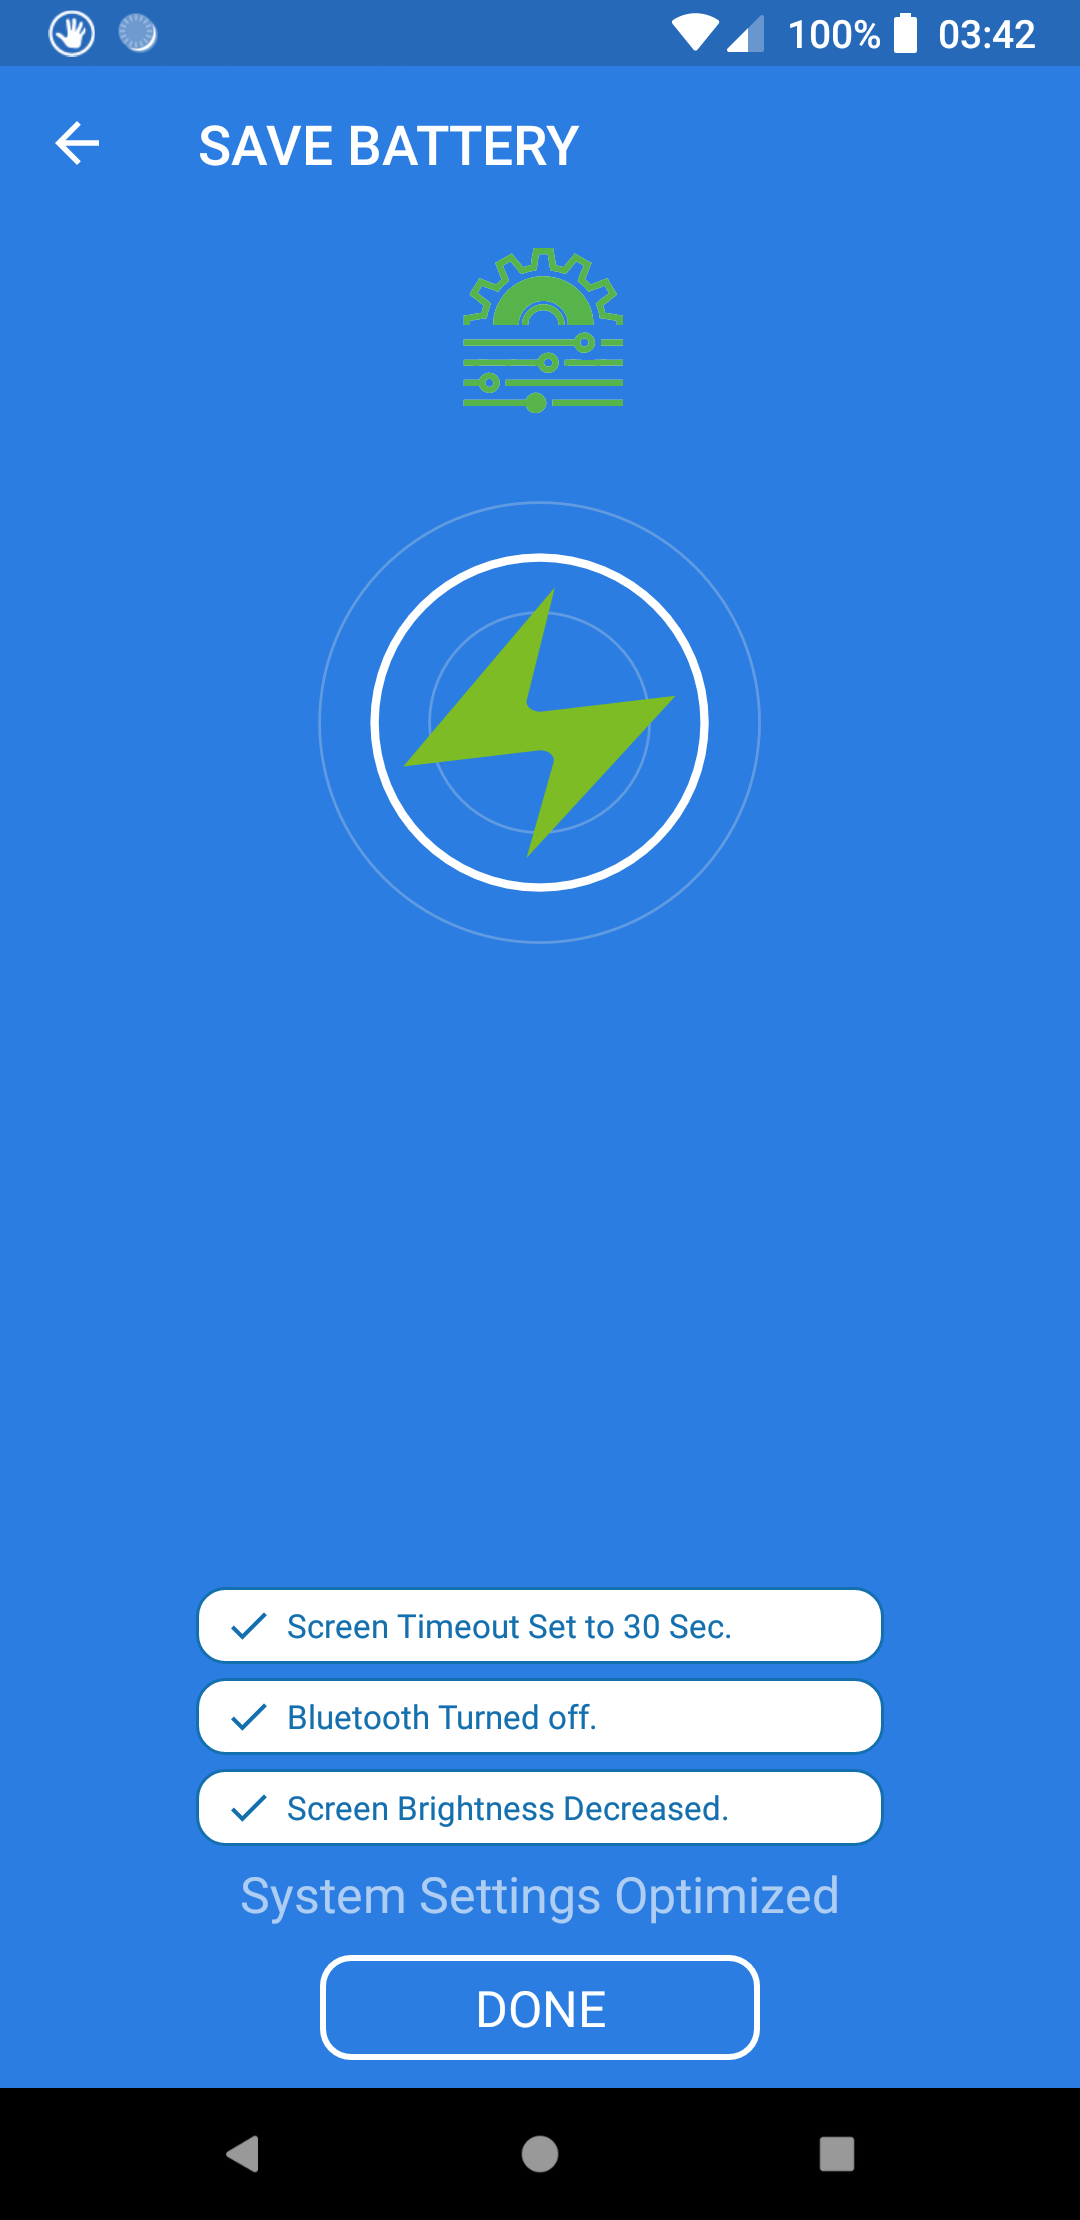 100% 03:42
SAVE BATTERY
Screen Timeout Set to 30 Sec.
Bluetooth Turned off.
Screen Brightness Decreased.
System Settings Optimized
DONE